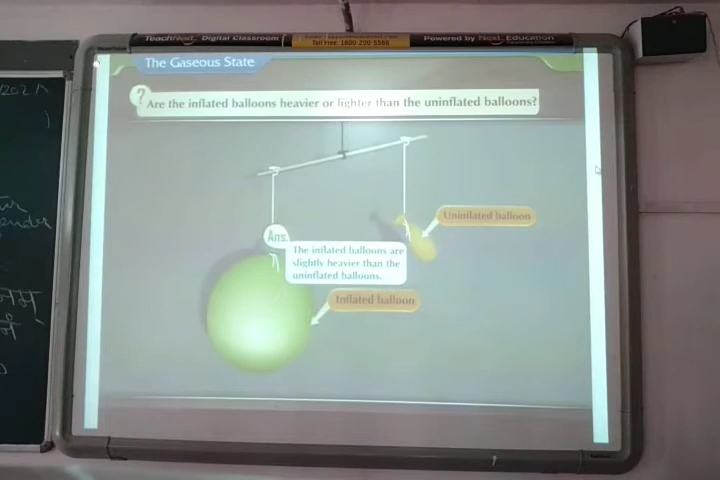 TeachNext Digital Classroom
Toll Free: 1800-200-5566
Powered by Next Education
The Gaseous State
? Are the inflated balloons heavier or lighter than the uninflated balloons?
Uninflated balloon
Ans.
The inflated balloons are
slightly heavier than the
uninflated balloons.
Inflated balloon